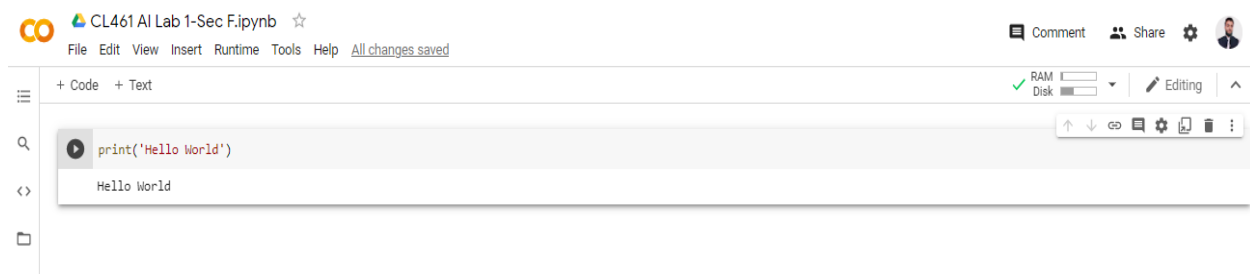 CL461 AI Lab 1-Sec F.ipynb
Comment Share
File Edit View Insert Runtime Tools Help All changes saved
+ Code + Text
RAM
Disk
Editing
print('Hello World')
Hello World